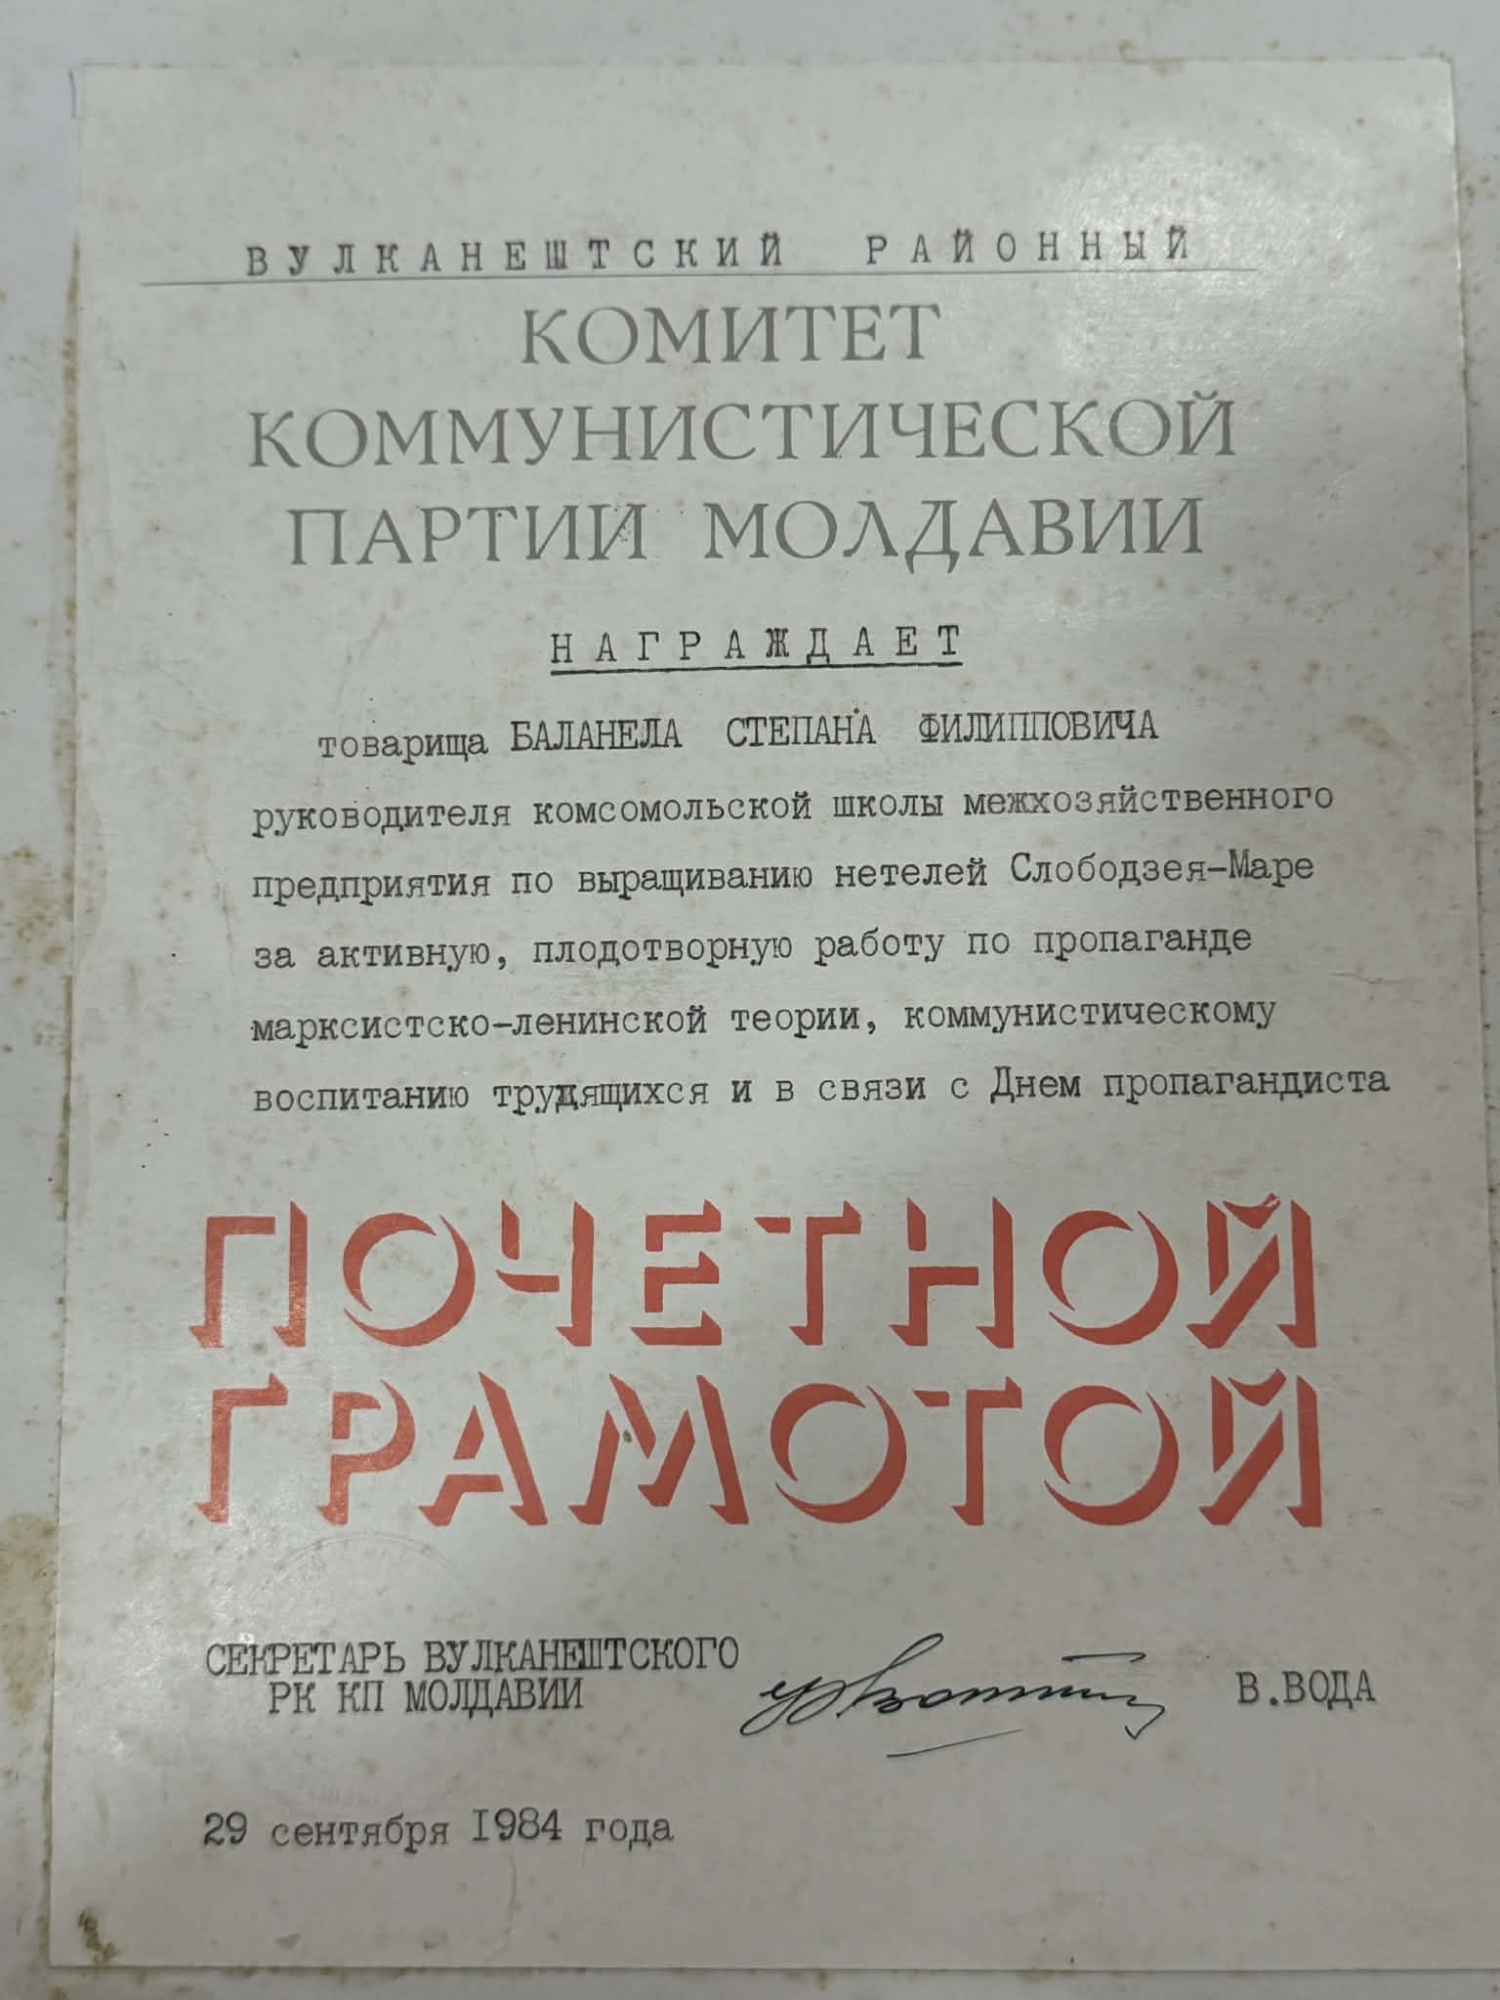 ВУЛКАНЕШТСКИЙ РАЙОННЫЙ
КОМИТЕТ
КОММУНИСТИЧЕСКОЙ
ПАРТИИ МОЛДАВИИ
НАГРАЖДАЕТ
товарища БАЛАНЕЛА СТЕПАНА ФИЛИППОВИЧА
руководителя комсомольской школы межхозяйственного
предприятия по выращиванию нетелей Слободзея-Маре
за активную, плодотворную работу по пропаганде
марксистско-ленинской теории, коммунистическому
воспитанию трудящихся и в связи с Днем пропагандиста
ПОЧЕТНОЙ
ГРАМОТОЙ
СЕКРЕТАРЬ ВУЛКАНЕШТСКОГО
РК КП МОЛДАВИИ
В.ВОДА
29 сентября 1984 года